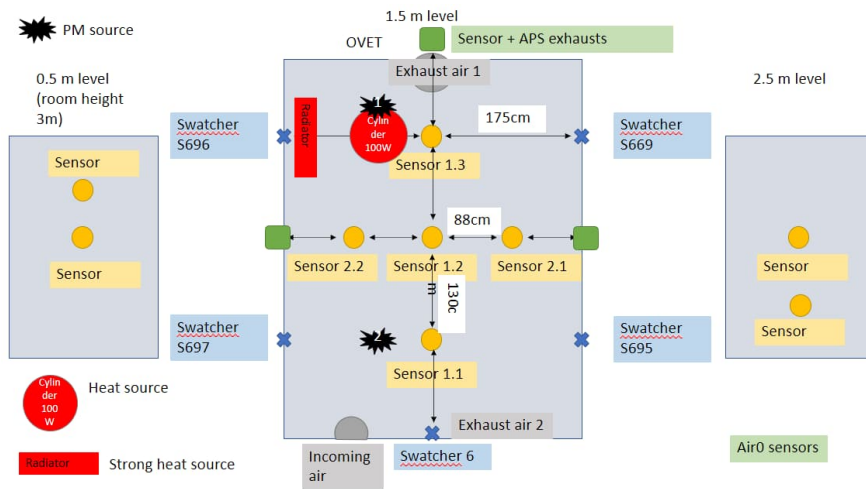 PM source
1.5 m level
OVET
Sensor + APS exhausts
Exhaust air 1
0.5 m level
(room height
3m)
2.5 m level
Swatcher
S696
Radiator
1
Cylin
der
100W
175cm
Swatcher
S669
Sensor
Sensor 1.3
Sensor
88cm
Sensor 2.2
Sensor 1.2
Sensor 2.1
Sensor
130c
m
Swatcher
S697
2
Swatcher
S695
Sensor
Sensor 1.1
Cylin
der
100
W
Heat source
Exhaust air 2
Radiator
Strong heat source
Incoming
air
Swatcher 6
Air0 sensors